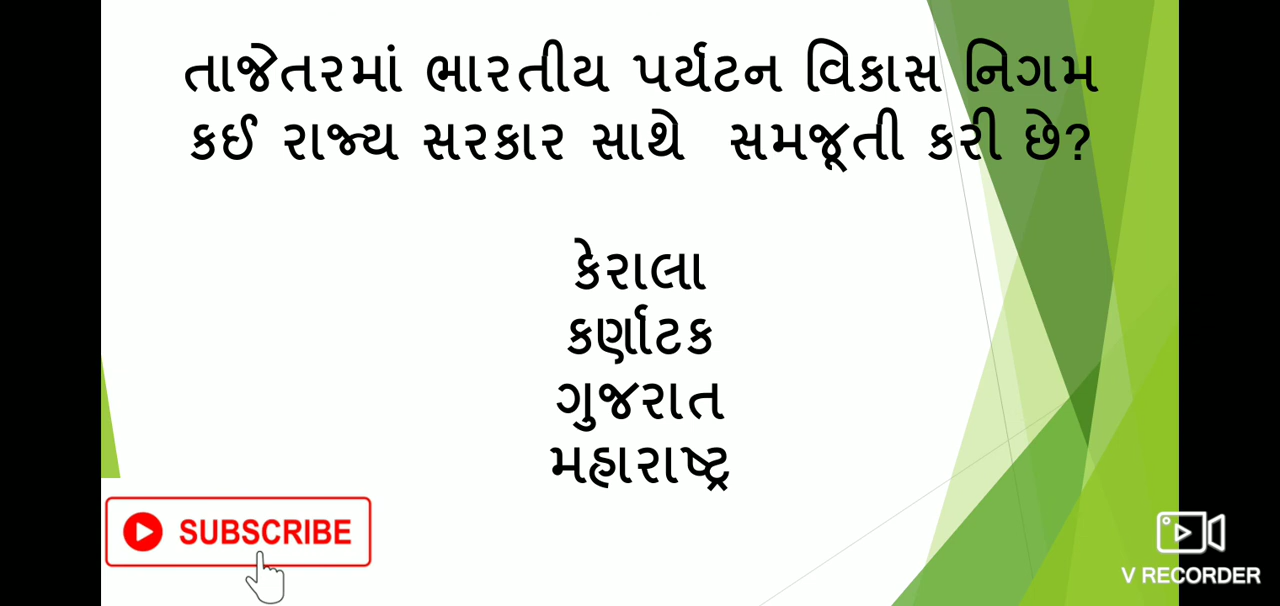 તાજેતરમાં ભારતીય પર્યટન વિકાસ નિગમ
કઈ રાજ્ય સરકાર સાથે સમજૂતી કરી છે?
કેરાલા
કર્ણાટક
ગુજરાત
મહારાષ્ટ્ર
SUBSCRIBE
V RECORDER